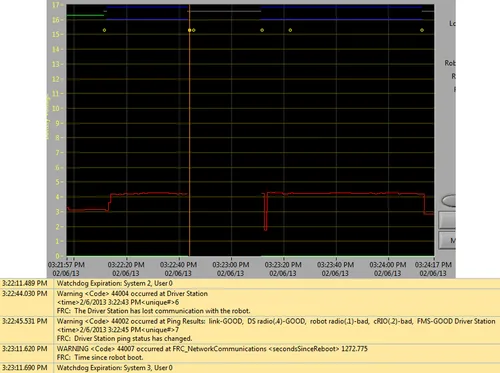 17
16
15
14
13
12
11
10
9
8
7
6
5
4
3
2
1
0
Lo
Rob
R
M
03:21:57 PM 03:22:20 PM 03:22:40 PM 03:23:00 PM 03:23:20 PM 03:23:40 PM 03:24:00 PM 03:24:17 PM
02/06/13 02/06/13 02/06/13 02/06/13 02/06/13 02/06/13 02/06/13 02/06/13
3:22:11.489 PM Watchdog Expiration: System 2, User 0
3:22:44.030 PM Warning <Code> 44004 occurred at Driver Station
<time>2/6/2013 3:22:43 PM<unique#>6
FRC: The Driver Station has lost communication with the robot.
3:22:45.531 PM Warning <Code> 44002 occurred at Ping Results: link-GOOD, DS radio(.4)-GOOD, robot radio(.1)-bad, cRIO(.2)-bad, FMS-GOOD Driver Station
<time>2/6/2013 3:22:45 PM<unique#>7
FRC: Driver Station ping status has changed.
3:23:11.620 PM WARNING <Code> 44007 occurred at FRC_NetworkCommunications <secondsSinceReboot> 1272.775
FRC: Time since robot boot.
3:23:11.690 PM Watchdog Expiration: System 3, User 0